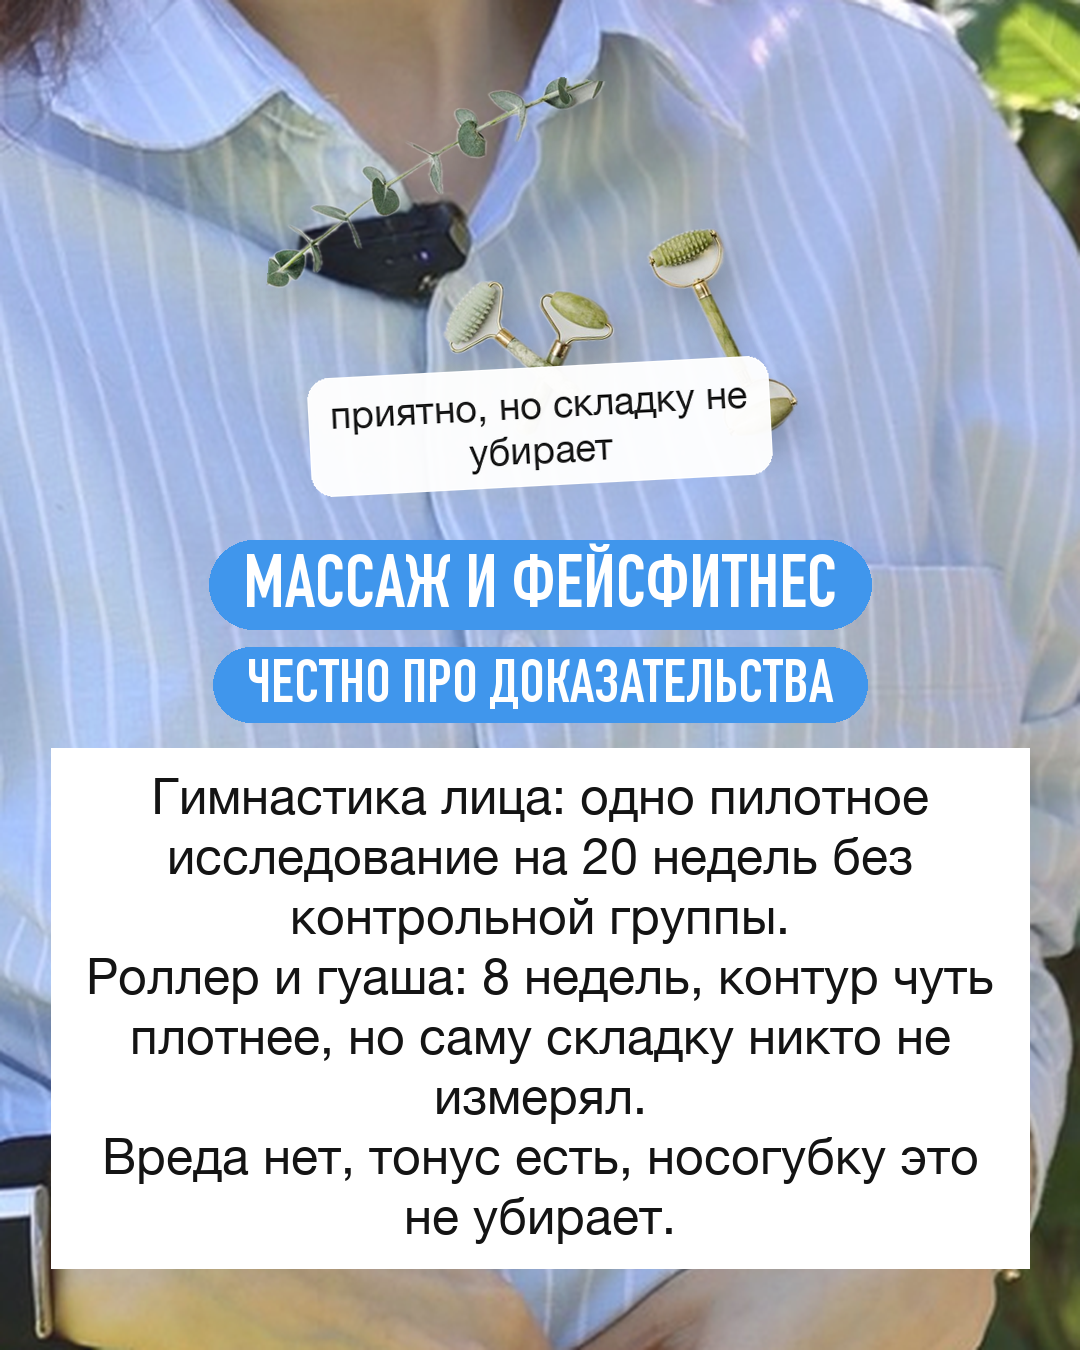 приятно, но складку не
убирает
МАССАЖ И ФЕЙСФИТНЕС
ЧЕСТНО ПРО ДОКАЗАТЕЛЬСТВА
Гимнастика лица: одно пилотное
исследование на 20 недель без
контрольной группы.
Роллер и гуаша: 8 недель, контур чуть
плотнее, но саму складку никто не
измерял.
Вреда нет, тонус есть, носогубку это
не убирает.